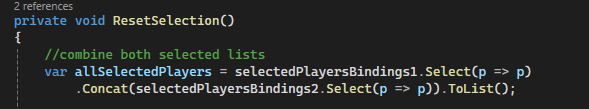 2 references
private void ResetSelection()
{
//combine both selected lists
var allSelectedPlayers = selectedPlayersBindings1.Select(p => p)
.Concat(selectedPlayersBindings2.Select(p => p)).ToList();